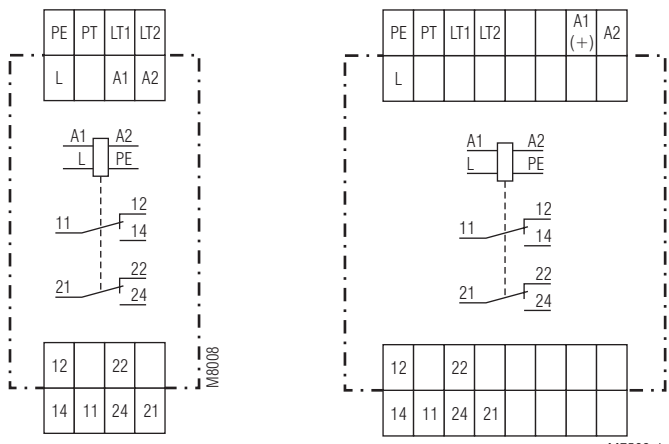 PE PT LT1 LT2
L A1 A2
A1 A2
L PE
12
11 14
22
21 24
M8008
12 22
14 11 24 21
PE PT LT1 LT2 A1 (+) A2
L
A1 A2
L PE
12
11 14
22
21 24
12 22
14 11 24 21